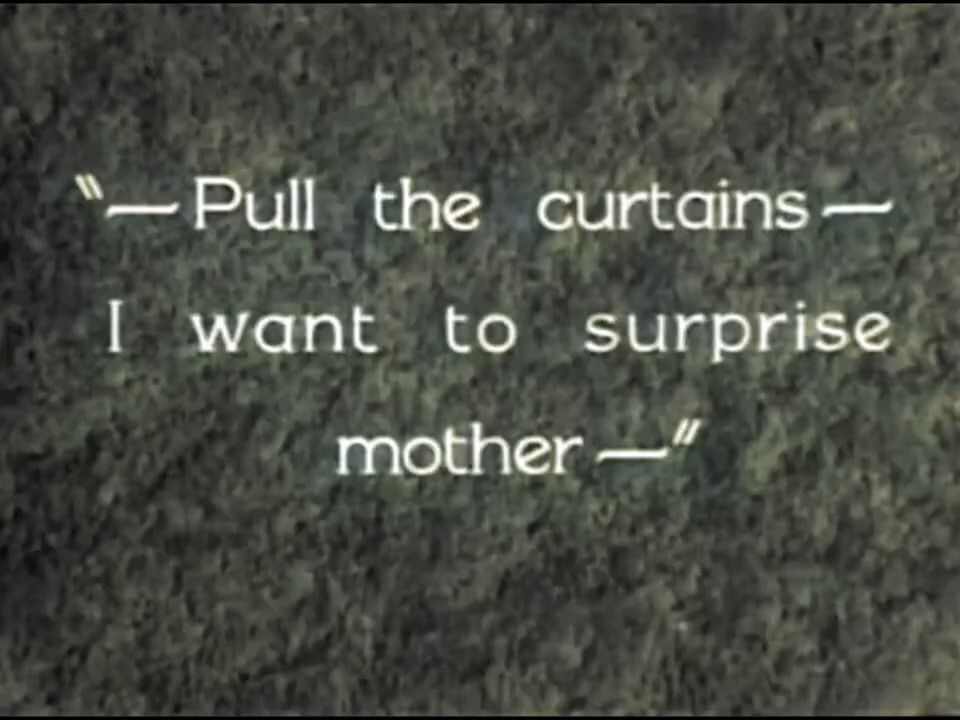 "—Pull the curtains—
I want to surprise
mother—"